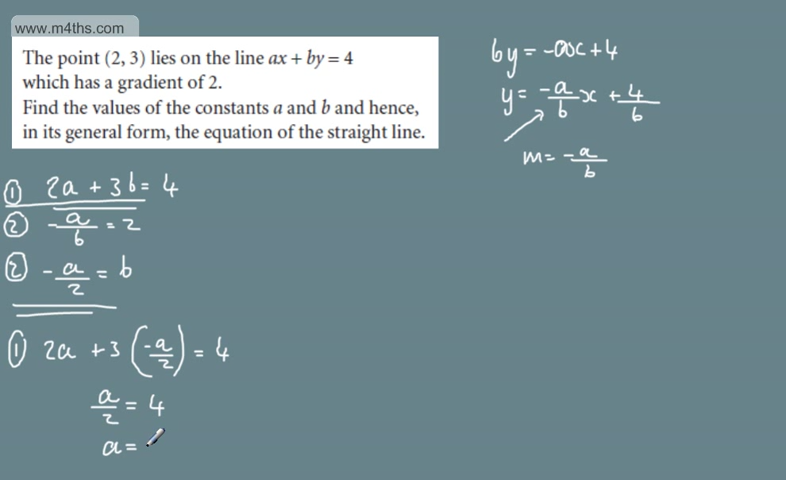 www.m4ths.com
The point (2, 3) lies on the line ax + by = 4
which has a gradient of 2.
Find the values of the constants a and b and hence,
in its general form, the equation of the straight line.
by = -ax + 4
y = -a/b x + 4/b
m = -a/b
① 2a + 3b = 4
② -a/b = 2
② -a/2 = b
① 2a + 3(-a/2) = 4
a/2 = 4
a =